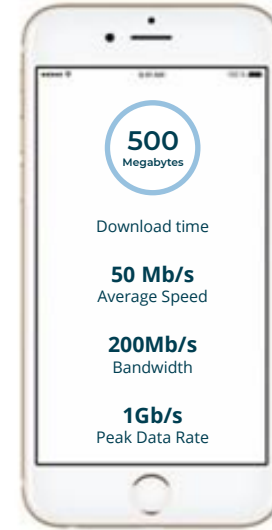 500
Megabytes
Download time
50 Mb/s
Average Speed
200Mb/s
Bandwidth
1Gb/s
Peak Data Rate